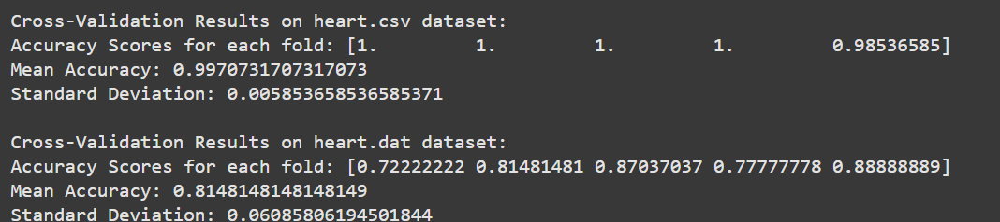 Cross-Validation Results on heart.csv dataset:
Accuracy Scores for each fold: [1.         1.         1.         1.         0.98536585]
Mean Accuracy: 0.9970731707317073
Standard Deviation: 0.005853658536585371

Cross-Validation Results on heart.dat dataset:
Accuracy Scores for each fold: [0.72222222 0.81481481 0.87037037 0.77777778 0.88888889]
Mean Accuracy: 0.8148148148148149
Standard Deviation: 0.06085806194501844